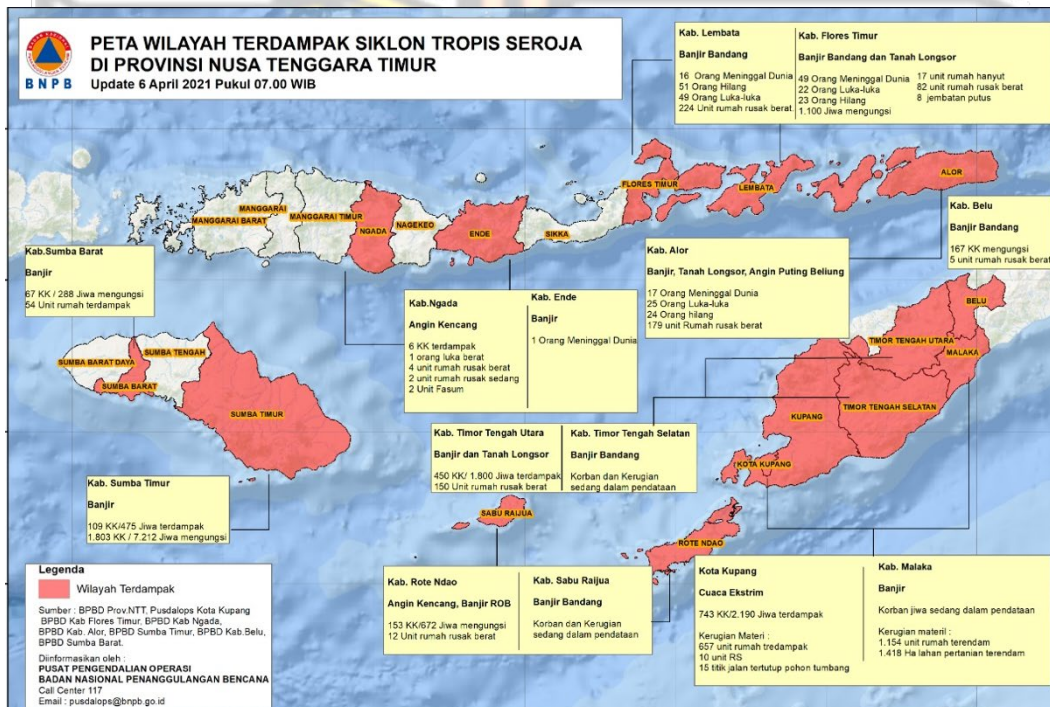 BNPB
PETA WILAYAH TERDAMPAK SIKLON TROPIS SEROJA
DI PROVINSI NUSA TENGGARA TIMUR
Update 6 April 2021 Pukul 07.00 WIB
Kab. Lembata
Banjir Bandang
16 Orang Meninggal Dunia
51 Orang Hilang
49 Orang Luka-luka
224 Unit rumah rusak berat.
Kab. Flores Timur
Banjir Bandang dan Tanah Longsor
49 Orang Meninggal Dunia
22 Orang Luka-luka
23 Orang Hilang
1.100 Jiwa mengungsi
17 unit rumah hanyut
82 unit rumah rusak berat
8 jembatan putus
MANGGARAI
MANGGARAI BARAT
MANGGARAI TIMUR
NGADA
NAGEKEO
ENDE
SIKKA
FLORES TIMUR
LEMBATA
ALOR
Kab. Belu
Banjir Bandang
167 KK mengungsi
5 unit rumah rusak berat
Kab.Sumba Barat
Banjir
67 KK / 288 Jiwa mengungsi
54 Unit rumah terdampak
Kab.Ngada
Angin Kencang
6 KK terdampak
1 orang luka berat
4 unit rumah rusak berat
2 unit rumah rusak sedang
2 Unit Fasum
Kab. Ende
Banjir
1 Orang Meninggal Dunia
Kab. Alor
Banjir, Tanah Longsor, Angin Puting Beliung
17 Orang Meninggal Dunia
25 Orang Luka-luka
24 Orang hilang
179 unit Rumah rusak berat
BELU
TIMOR TENGAH UTARA
MALAKA
SUMBA TENGAH
SUMBA BARAT DAYA
SUMBA BARAT
SUMBA TIMUR
KUPANG
TIMOR TENGAH SELATAN
KOTA KUPANG
Kab. Timor Tengah Utara
Banjir dan Tanah Longsor
450 KK/ 1.800 Jiwa terdampak
150 Unit rumah rusak berat
Kab. Timor Tengah Selatan
Banjir Bandang
Korban dan Kerugian
sedang dalam pendataan
Kab. Sumba Timur
Banjir
109 KK/475 Jiwa terdampak
1.803 KK / 7.212 Jiwa mengungsi
SABU RAIJUA
ROTE NDAO
Kab. Rote Ndao
Angin Kencang, Banjir ROB
153 KK/672 Jiwa mengungsi
12 Unit rumah rusak berat
Kab. Sabu Raijua
Banjir Bandang
Korban dan Kerugian
sedang dalam pendataan
Kota Kupang
Cuaca Ekstrim
743 KK/2.190 Jiwa terdampak
Kerugian Materi :
657 unit rumah tredampak
10 unit RS
15 titik jalan tertutup pohon tumbang
Kab. Malaka
Banjir
Korban jiwa sedang dalam pendataan
Kerugian materil :
1.154 unit rumah terendam
1.418 Ha lahan pertanian terendam
Legenda
Wilayah Terdampak
Sumber : BPBD Prov.NTT, Pusdalops Kota Kupang
BPBD Kab Flores Timur, BPBD Kab Ngada,
BPBD Kab. Alor, BPBD Sumba Timur, BPBD Kab.Belu,
BPBD Sumba Barat.
Diinformasikan oleh :
PUSAT PENGENDALIAN OPERASI
BADAN NASIONAL PENANGGULANGAN BENCANA
Call Center 117
Email : pusdalops@bnpb.go.id